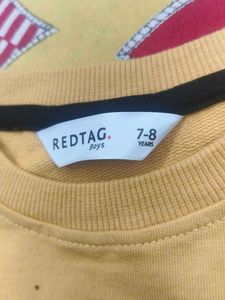 REDTAG.
Boys
7-8
YEARS